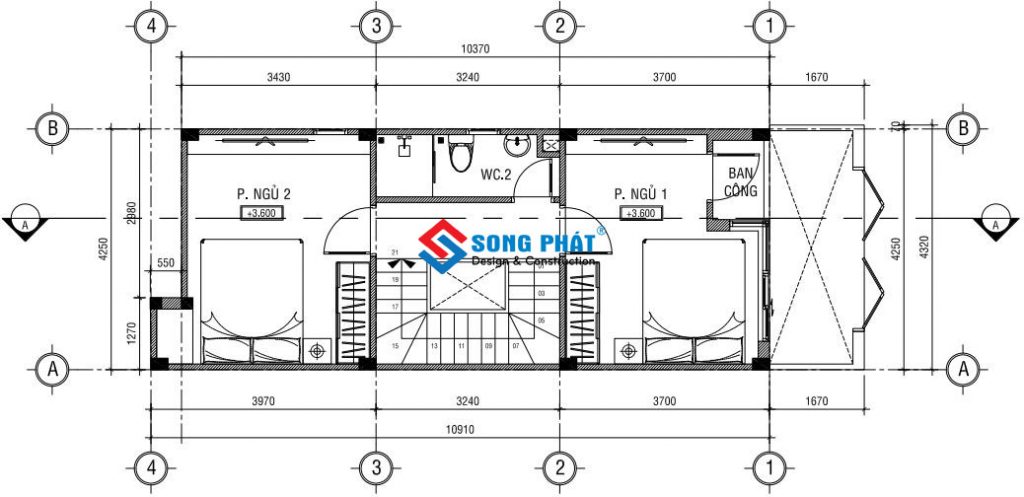 4 3 2 1
10370
3430 3240 3700 1670
B B
70
WC.2
BAN
CÔNG
P. NGỦ 2
+3.600
P. NGỦ 1
+3.600
A A
2980
4250
4250
4320
SONG PHÁT®
Design & Construction
21
19
17
15 13 11 09 07
05
03
01
550
1270
A A
3970 3240 3700 1670
10910
4 3 2 1